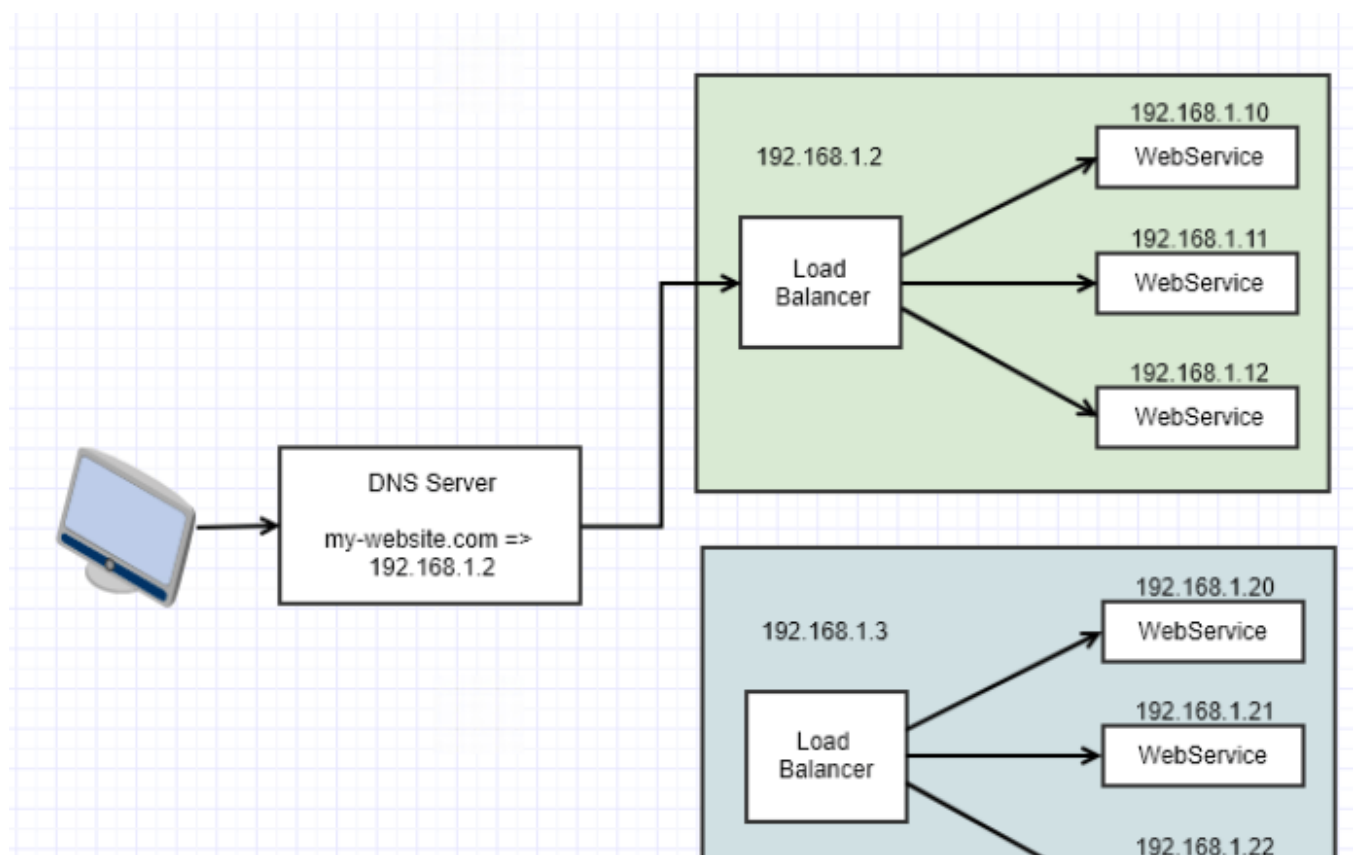 192.168.1.10
192.168.1.2
WebService
192.168.1.11
Load
Balancer
WebService
192.168.1.12
WebService
DNS Server
my-website.com =>
192.168.1.2
192.168.1.20
192.168.1.3
WebService
192.168.1.21
Load
Balancer
WebService
192.168.1.22